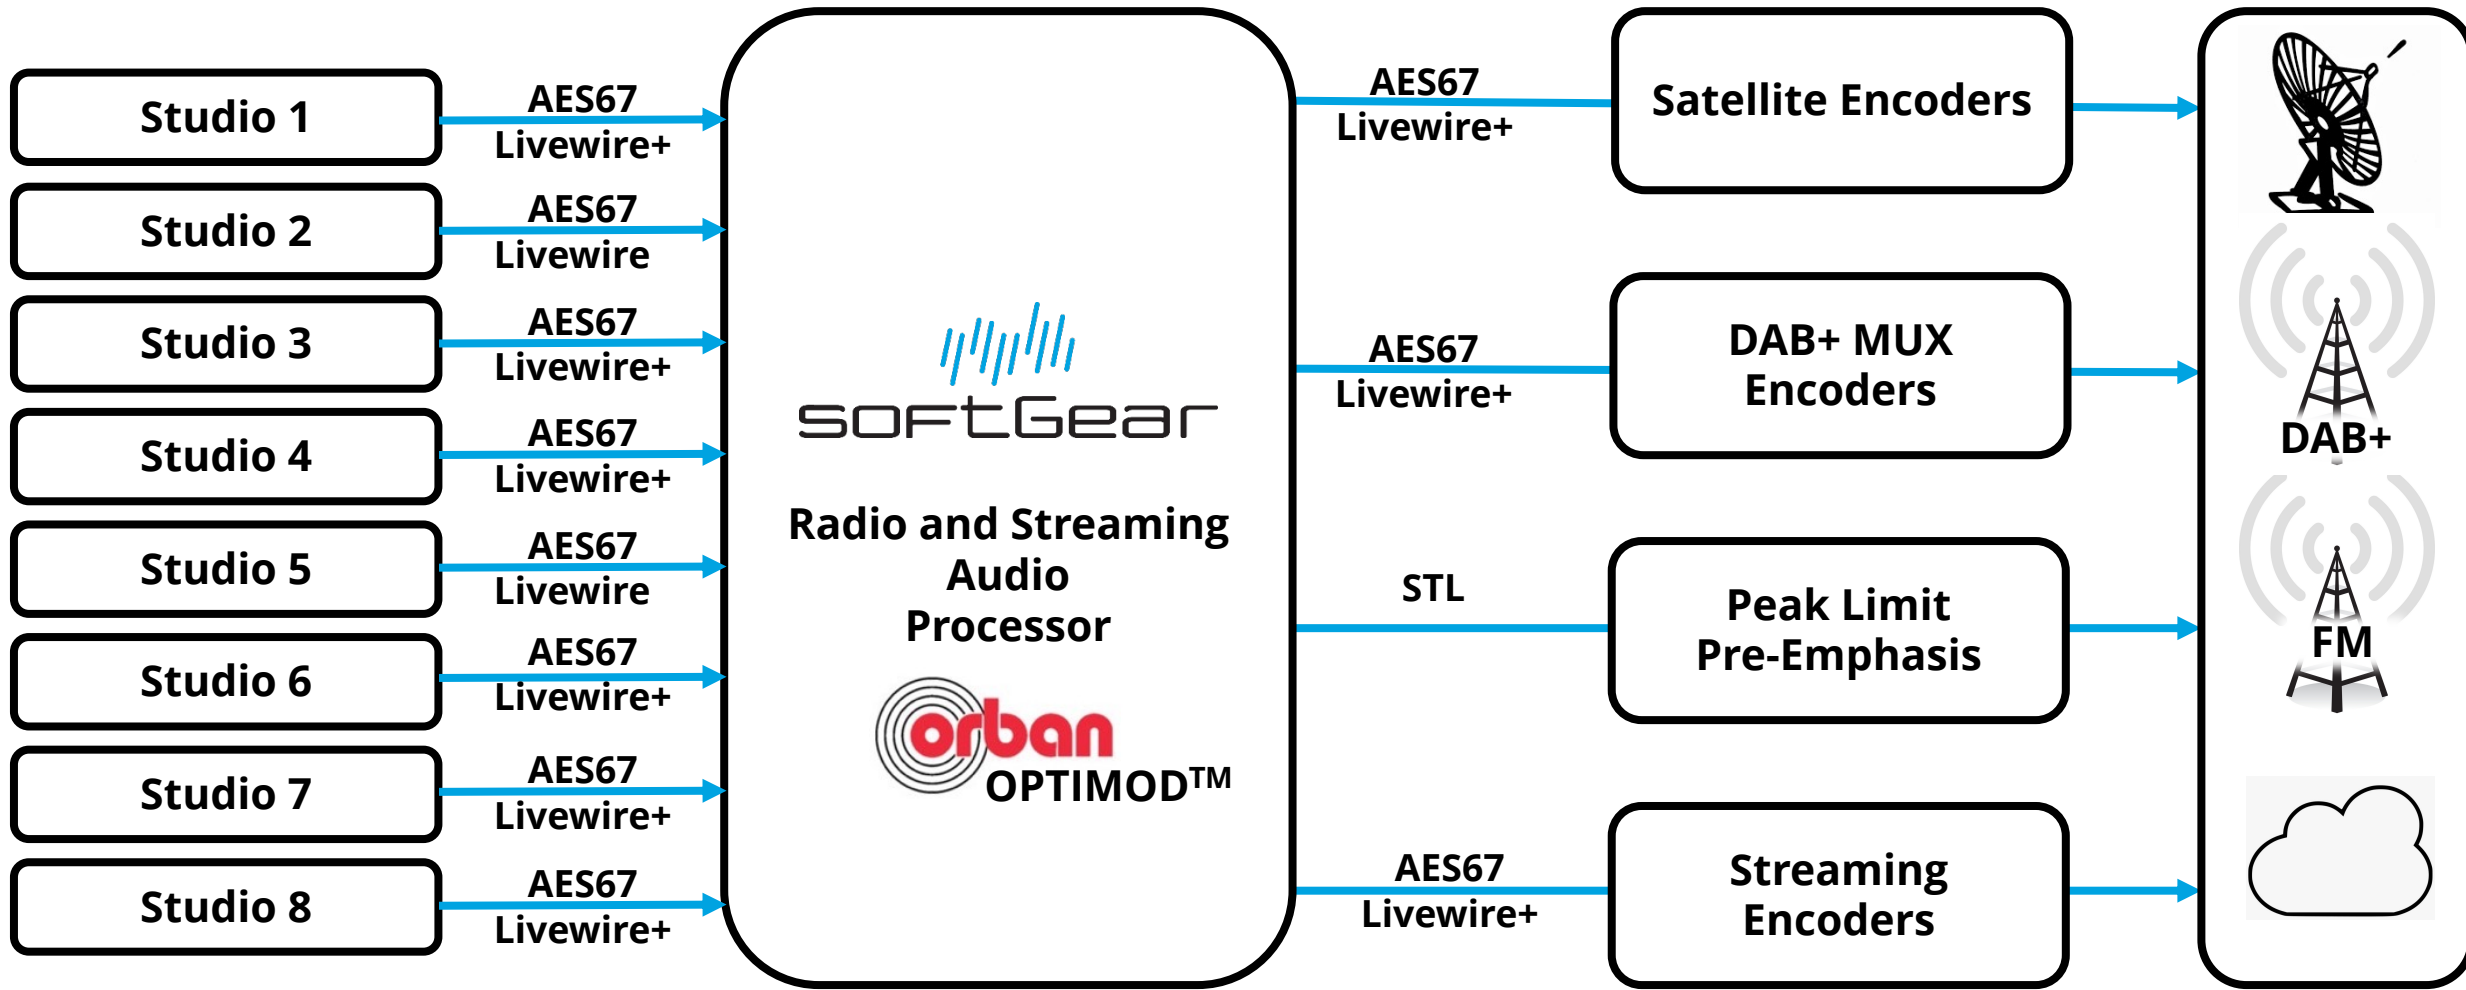 Studio 1
AES67
Livewire+
Studio 2
AES67
Livewire
Studio 3
AES67
Livewire+
Studio 4
AES67
Livewire+
Studio 5
AES67
Livewire
Studio 6
AES67
Livewire+
Studio 7
AES67
Livewire+
Studio 8
AES67
Livewire+
softGear
Radio and Streaming
Audio
Processor
orban
OPTIMOD™
AES67
Livewire+
Satellite Encoders
AES67
Livewire+
DAB+ MUX
Encoders
STL
Peak Limit
Pre-Emphasis
AES67
Livewire+
Streaming
Encoders
DAB+
FM